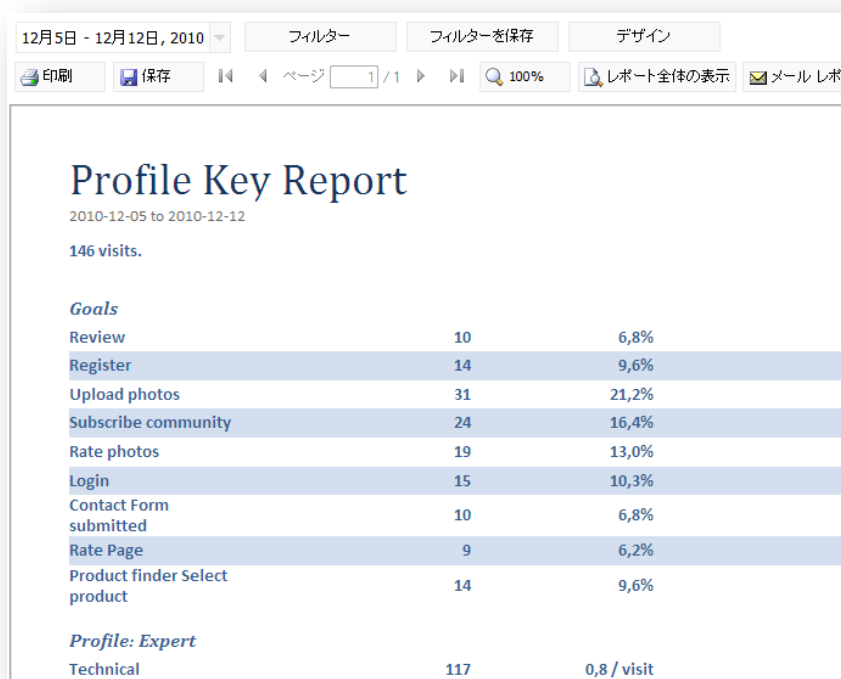 12月5日 - 12月12日, 2010 フィルター フィルターを保存 デザイン
印刷 保存 ページ 1 / 1 100% レポート全体の表示 メール レポ
Profile Key Report
2010-12-05 to 2010-12-12
146 visits.
Goals
Review 10 6,8%
Register 14 9,6%
Upload photos 31 21,2%
Subscribe community 24 16,4%
Rate photos 19 13,0%
Login 15 10,3%
Contact Form
submitted 10 6,8%
Rate Page 9 6,2%
Product finder Select
product 14 9,6%
Profile: Expert
Technical 117 0,8 / visit